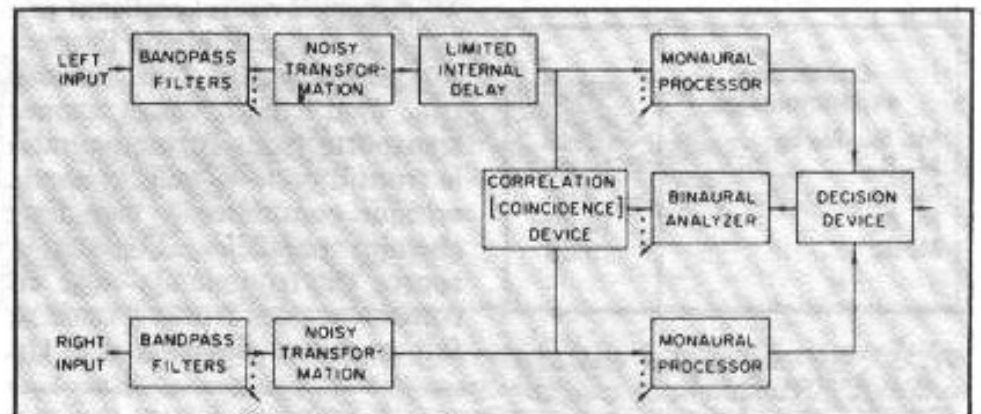 LEFT
INPUT
BANDPASS
FILTERS
NOISY
TRANSFOR-
MATION
LIMITED
INTERNAL
DELAY
MONAURAL
PROCESSOR
CORRELATION
[COINCIDENCE]
DEVICE
BINAURAL
ANALYZER
DECISION
DEVICE
RIGHT
INPUT
BANDPASS
FILTERS
NOISY
TRANSFOR-
MATION
MONAURAL
PROCESSOR